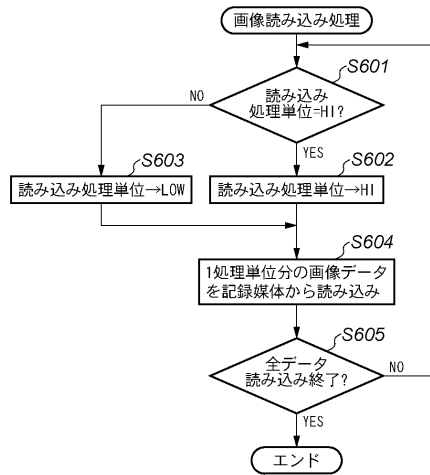 画像読み込み処理
S601
読み込み
処理単位=HI?
NO
YES
S603
読み込み処理単位→LOW
S602
読み込み処理単位→HI
S604
1処理単位分の画像データ
を記録媒体から読み込み
S605
全データ
読み込み終了?
NO
YES
エンド